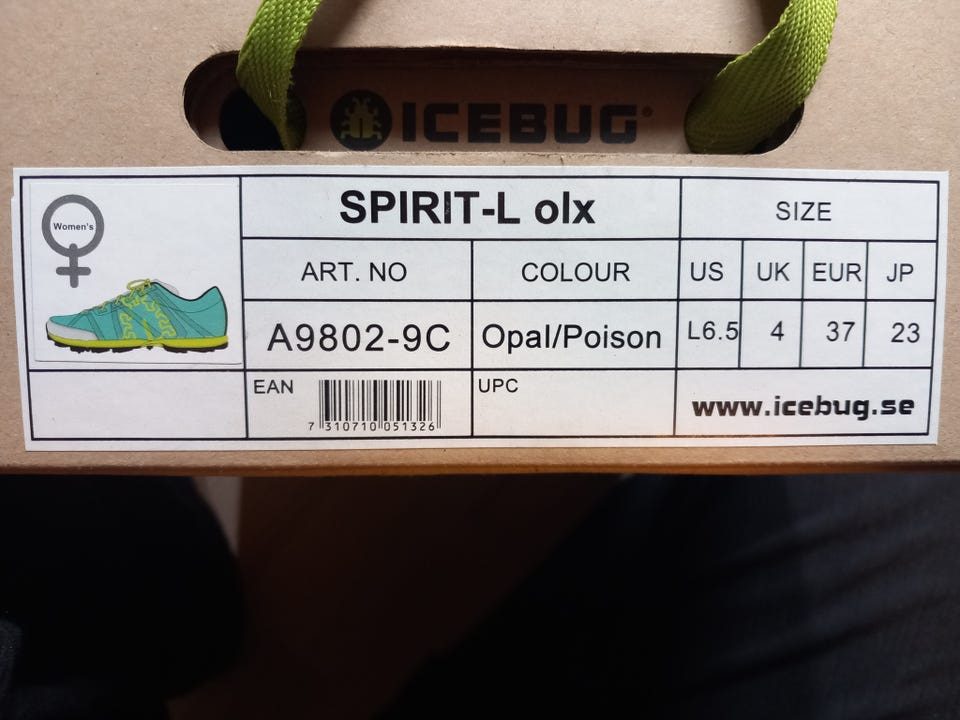 ICEBUG®
Women's
SPIRIT-L olx
SIZE
ART. NO
COLOUR
US
UK
EUR
JP
A9802-9C
Opal/Poison
L6.5
4
37
23
EAN
7 310710 051326
UPC
www.icebug.se